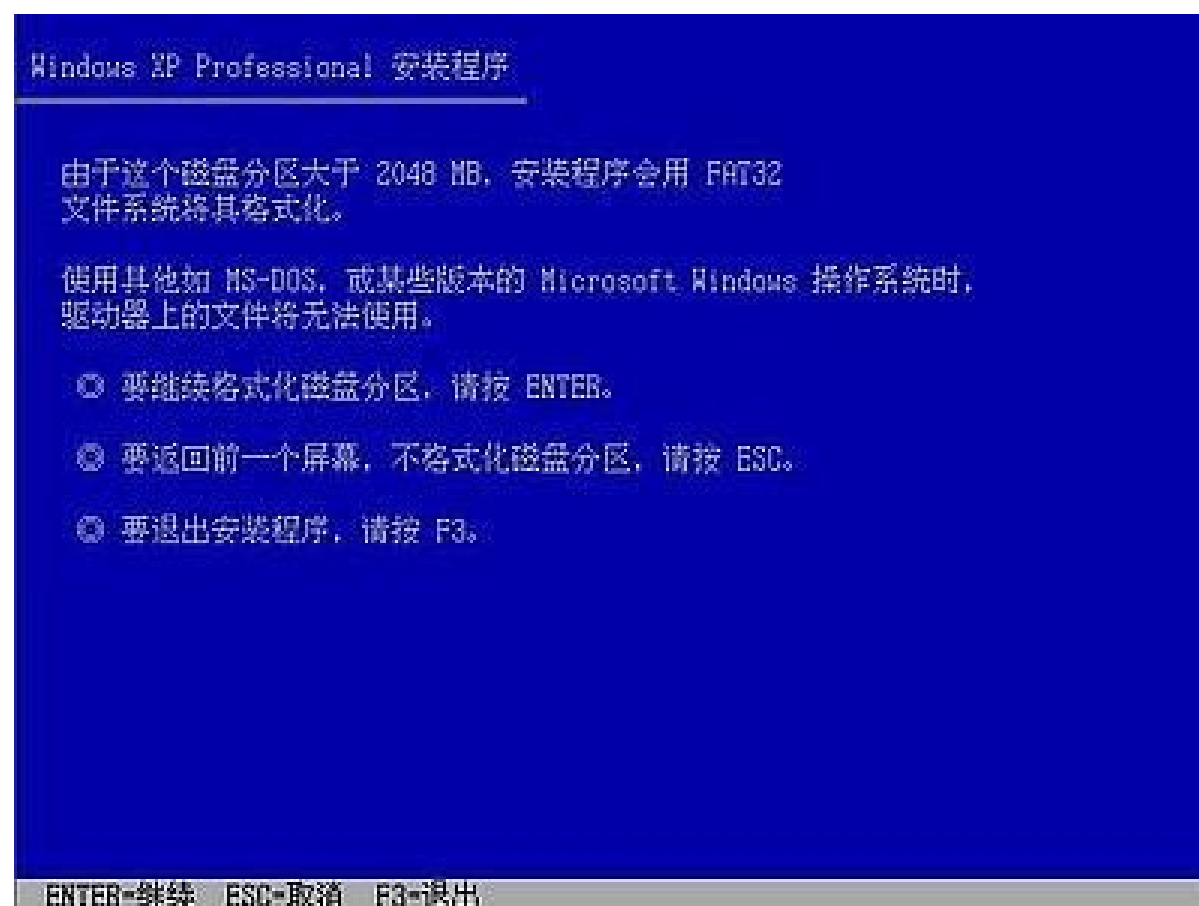 Windows XP Professional 安装程序
由于这个磁盘分区大于 2048 MB，安装程序会用 FAT32
文件系统将其格式化。
使用其他如 MS-DOS，或某些版本的 Microsoft Windows 操作系统时，
驱动器上的文件将无法使用。
◎ 要继续格式化磁盘分区，请按 ENTER。
◎ 要返回前一个屏幕，不格式化磁盘分区，请按 ESC。
◎ 要退出安装程序，请按 F3。
ENTER=继续 ESC=取消 F3=退出